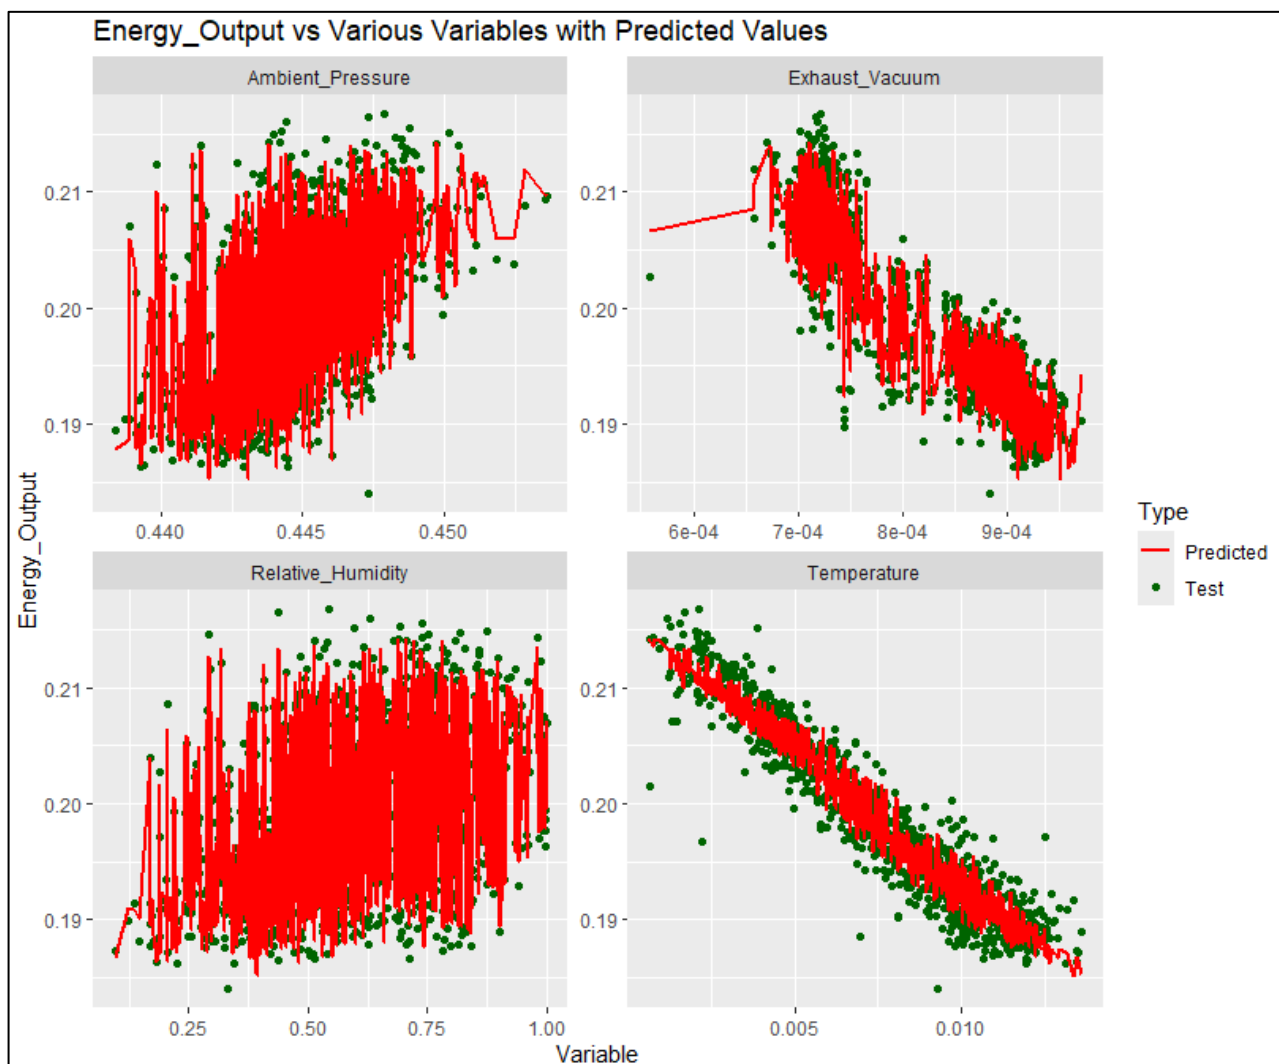 Energy_Output vs Various Variables with Predicted Values
Ambient_Pressure
Exhaust_Vacuum
0.21
0.20
0.19
0.440
0.445
0.450
0.21
0.20
0.19
6e-04
7e-04
8e-04
9e-04
Energy_Output
Relative_Humidity
Temperature
0.21
0.20
0.19
0.25
0.50
0.75
1.00
0.21
0.20
0.19
0.005
0.010
Variable
Type
Predicted
Test